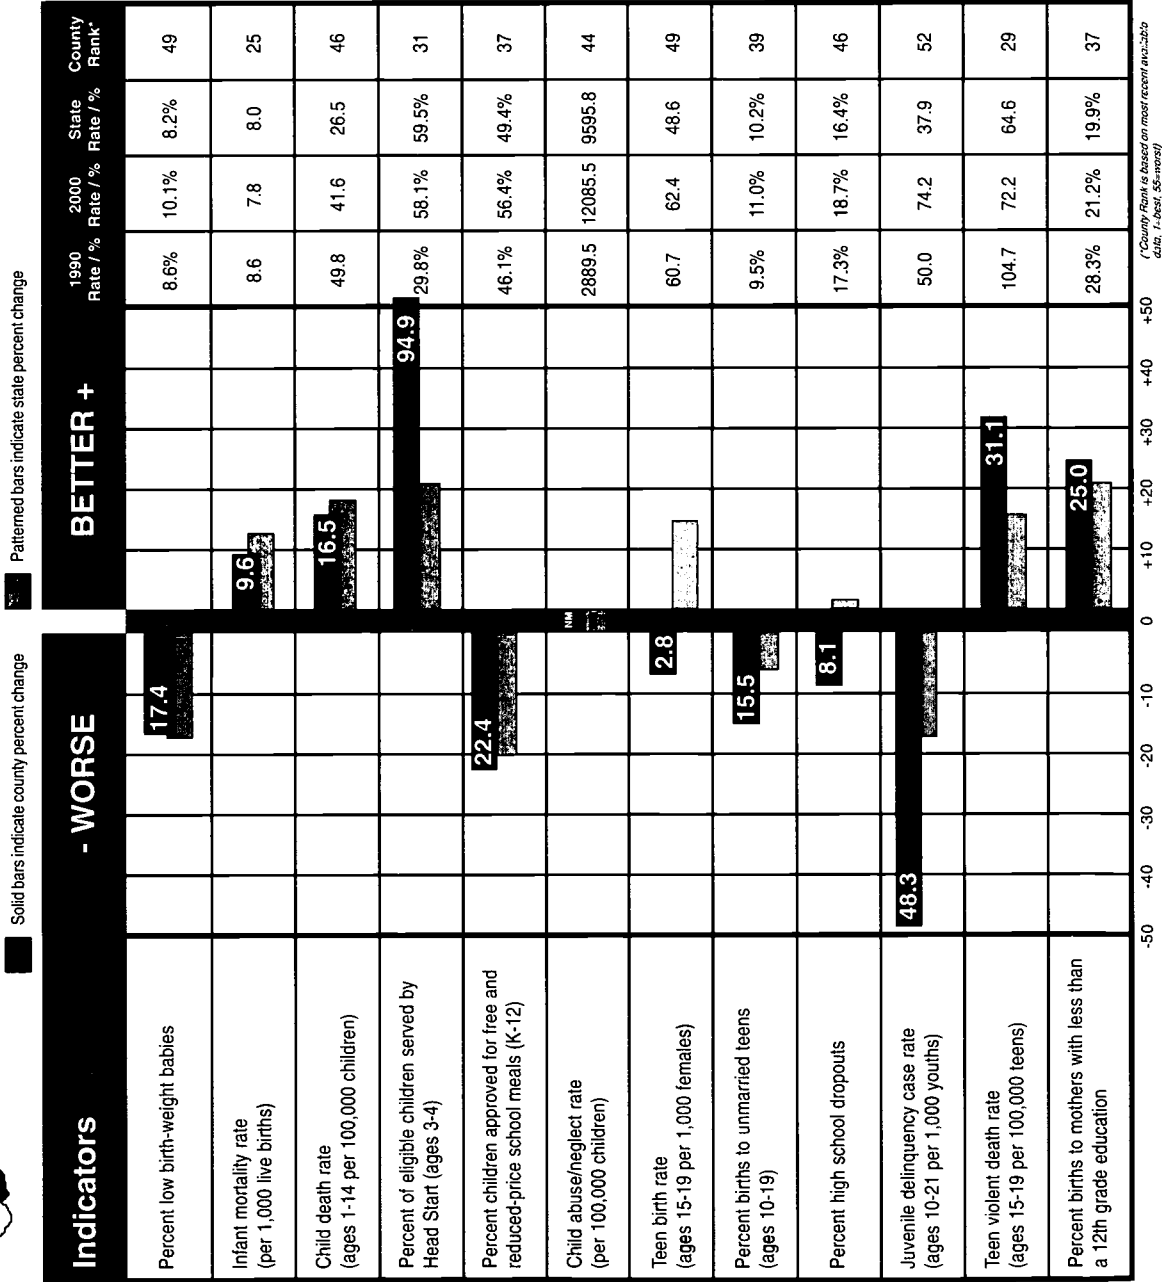 Solid bars indicate county percent change
Patterned bars indicate state percent change
Indicators
- WORSE
BETTER +
1990
Rate / %
2000
Rate / %
State
Rate / %
County
Rank*
Percent low birth-weight babies
17.4
8.6%
10.1%
8.2%
49
Infant mortality rate
(per 1,000 live births)
9.6
8.6
7.8
8.0
25
Child death rate
(ages 1-14 per 100,000 children)
16.5
49.8
41.6
26.5
46
Percent of eligible children served by
Head Start (ages 3-4)
94.9
29.8%
58.1%
59.5%
31
Percent children approved for free and
reduced-price school meals (K-12)
22.4
46.1%
56.4%
49.4%
37
Child abuse/neglect rate
(per 100,000 children)
NM
2889.5
12085.5
9595.8
44
Teen birth rate
(ages 15-19 per 1,000 females)
2.8
60.7
62.4
48.6
49
Percent births to unmarried teens
(ages 10-19)
15.5
9.5%
11.0%
10.2%
39
Percent high school dropouts
8.1
17.3%
18.7%
16.4%
46
Juvenile delinquency case rate
(ages 10-21 per 1,000 youths)
48.3
50.0
74.2
37.9
52
Teen violent death rate
(ages 15-19 per 100,000 teens)
31.1
104.7
72.2
64.6
29
Percent births to mothers with less than
a 12th grade education
25.0
28.3%
21.2%
19.9%
37
-50
-40
-30
-20
-10
0
+10
+20
+30
+40
+50
(*County Rank is based on most recent available
data, 1=best, 55=worst)